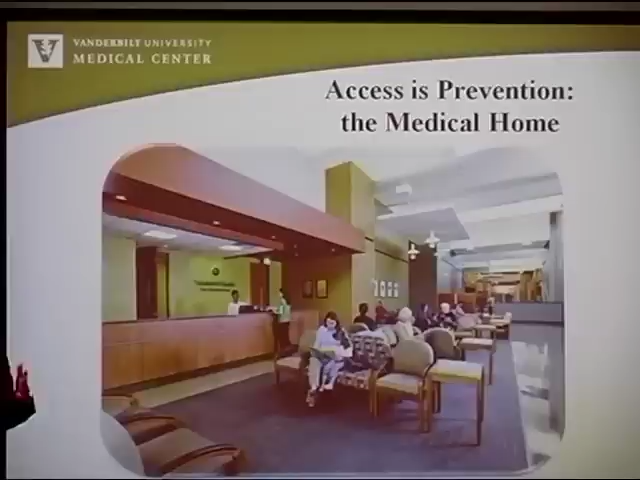 VANDERBILT UNIVERSITY
MEDICAL CENTER
Access is Prevention:
the Medical Home